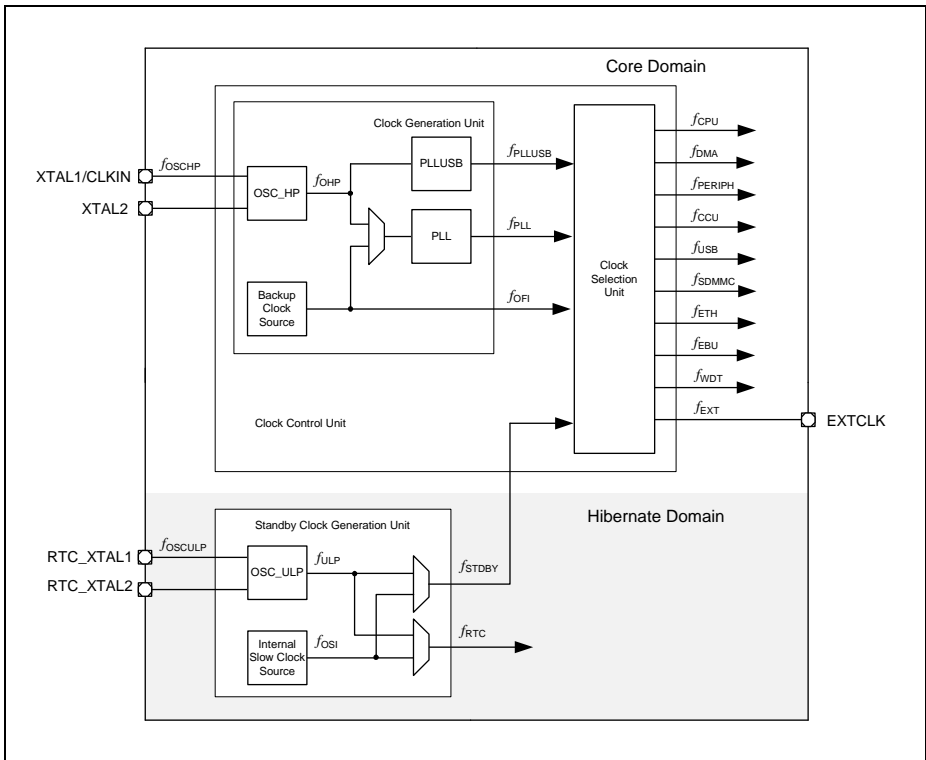 Core Domain
Clock Generation Unit
XTAL1/CLKIN
XTAL2
fOSCHP
OSC_HP
fOHP
PLLUSB
fPLLUSB
PLL
fPLL
Backup
Clock
Source
fOFI
Clock
Selection
Unit
fCPU
fDMA
fPERIPH
fCCU
fUSB
fSDMMC
fETH
fEBU
fWDT
fEXT
EXTCLK
Clock Control Unit
Hibernate Domain
Standby Clock Generation Unit
RTC_XTAL1
RTC_XTAL2
fOSCULP
OSC_ULP
fULP
fSTDBY
Internal
Slow Clock
Source
fOSI
fRTC